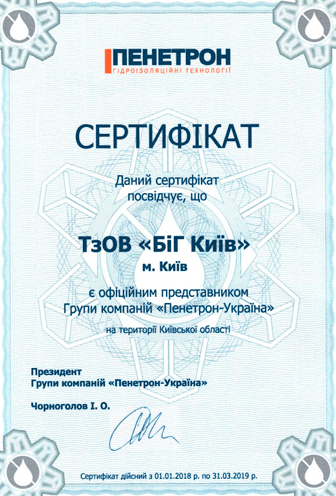 ПЕНЕТРОН
ГІДРОІЗОЛЯЦІЙНІ ТЕХНОЛОГІЇ
СЕРТИФІКАТ
Даний сертифікат
посвідчує, що
ТзОВ «БіГ Київ»
м. Київ
є офіційним представником
Групи компаній «Пенетрон-Україна»
на території Київської області
Президент
Групи компаній «Пенетрон-Україна»
Чорноголов І. О.
Сертифікат дійсний з 01.01.2018 р. по 31.03.2019 р.